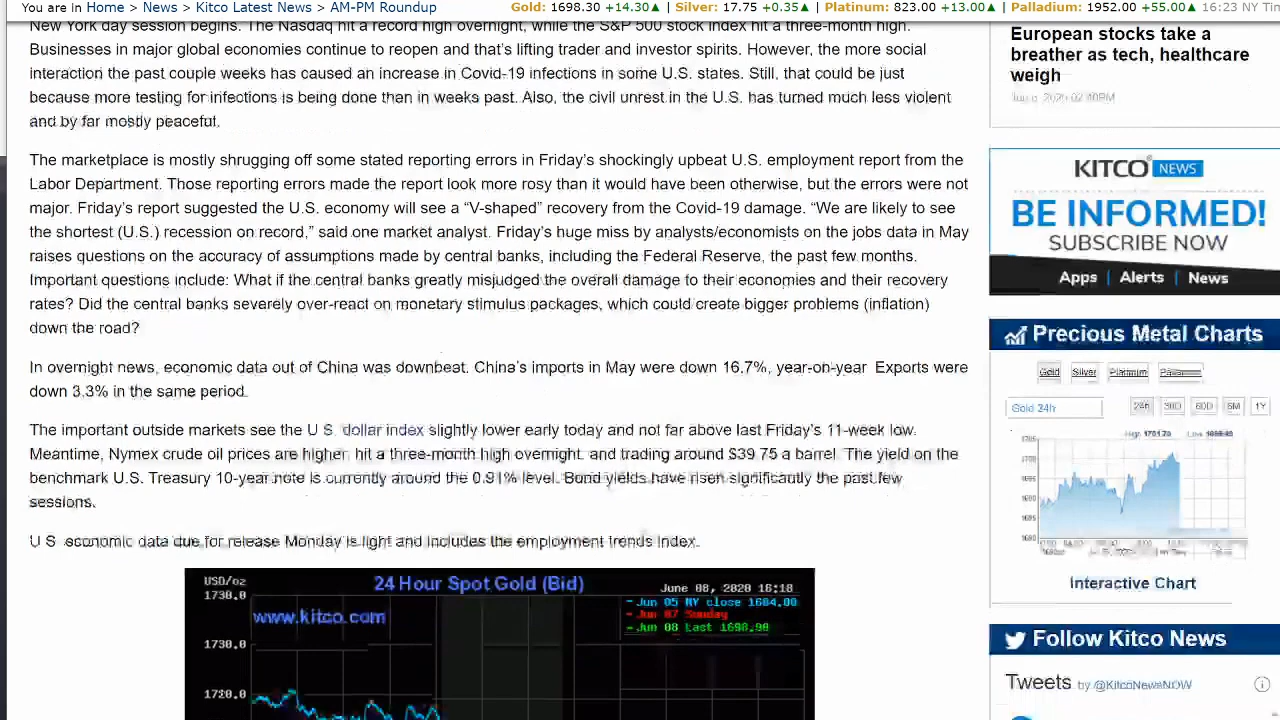 You are in Home > News > Kitco Latest News > AM-PM Roundup
Gold: 1698.30 +14.30▲ | Silver: 17.75 +0.35▲ | Platinum: 823.00 +13.00▲ | Palladium: 1952.00 +55.00▲ 16:23 NY Tim
New York day session begins. The Nasdaq hit a record high overnight, while the S&P 500 stock index hit a three-month high.
Businesses in major global economies continue to reopen and that's lifting trader and investor spirits. However, the more social
interaction the past couple weeks has caused an increase in Covid-19 infections in some U.S. states. Still, that could be just
because more testing for infections is being done than in weeks past. Also, the civil unrest in the U.S. has turned much less violent
and by far mostly peaceful.
The marketplace is mostly shrugging off some stated reporting errors in Friday's shockingly upbeat U.S. employment report from the
Labor Department. Those reporting errors made the report look more rosy than it would have been otherwise, but the errors were not
major. Friday's report suggested the U.S. economy will see a “V-shaped” recovery from the Covid-19 damage. “We are likely to see
the shortest (U.S.) recession on record,” said one market analyst. Friday's huge miss by analysts/economists on the jobs data in May
raises questions on the accuracy of assumptions made by central banks, including the Federal Reserve, the past few months.
Important questions include: What if the central banks greatly misjudged the overall damage to their economies and their recovery
rates? Did the central banks severely over-react on monetary stimulus packages, which could create bigger problems (inflation)
down the road?
In overnight news, economic data out of China was downbeat. China's imports in May were down 16.7%, year-on-year Exports were
down 3.3% in the same period.
The important outside markets see the U.S. dollar index slightly lower early today and not far above last Friday's 11-week low.
Meantime, Nymex crude oil prices are higher, hit a three-month high overnight, and trading around $39.75 a barrel. The yield on the
benchmark U.S. Treasury 10-year note is currently around the 0.91% level. Bond yields have risen significantly the past few
sessions.
U.S. economic data due for release Monday is light and includes the employment trends index.
USD/oz
24 Hour Spot Gold (Bid)
June 08, 2020 16:18
1738.0
www.kitco.com
Jun 05 NY close 1684.00
Jun 07 Sunday
Jun 08 Last 1698.90
1730.0
1720.0
European stocks take a
breather as tech, healthcare
weigh
KITCO NEWS
BE INFORMED!
SUBSCRIBE NOW
Apps | Alerts | News
Precious Metal Charts
Gold Silver Platinum
Gold 24h
24h 30D 60D 6M 1Y
Interactive Chart
Follow Kitco News
Tweets by @KitcoNewsNOW